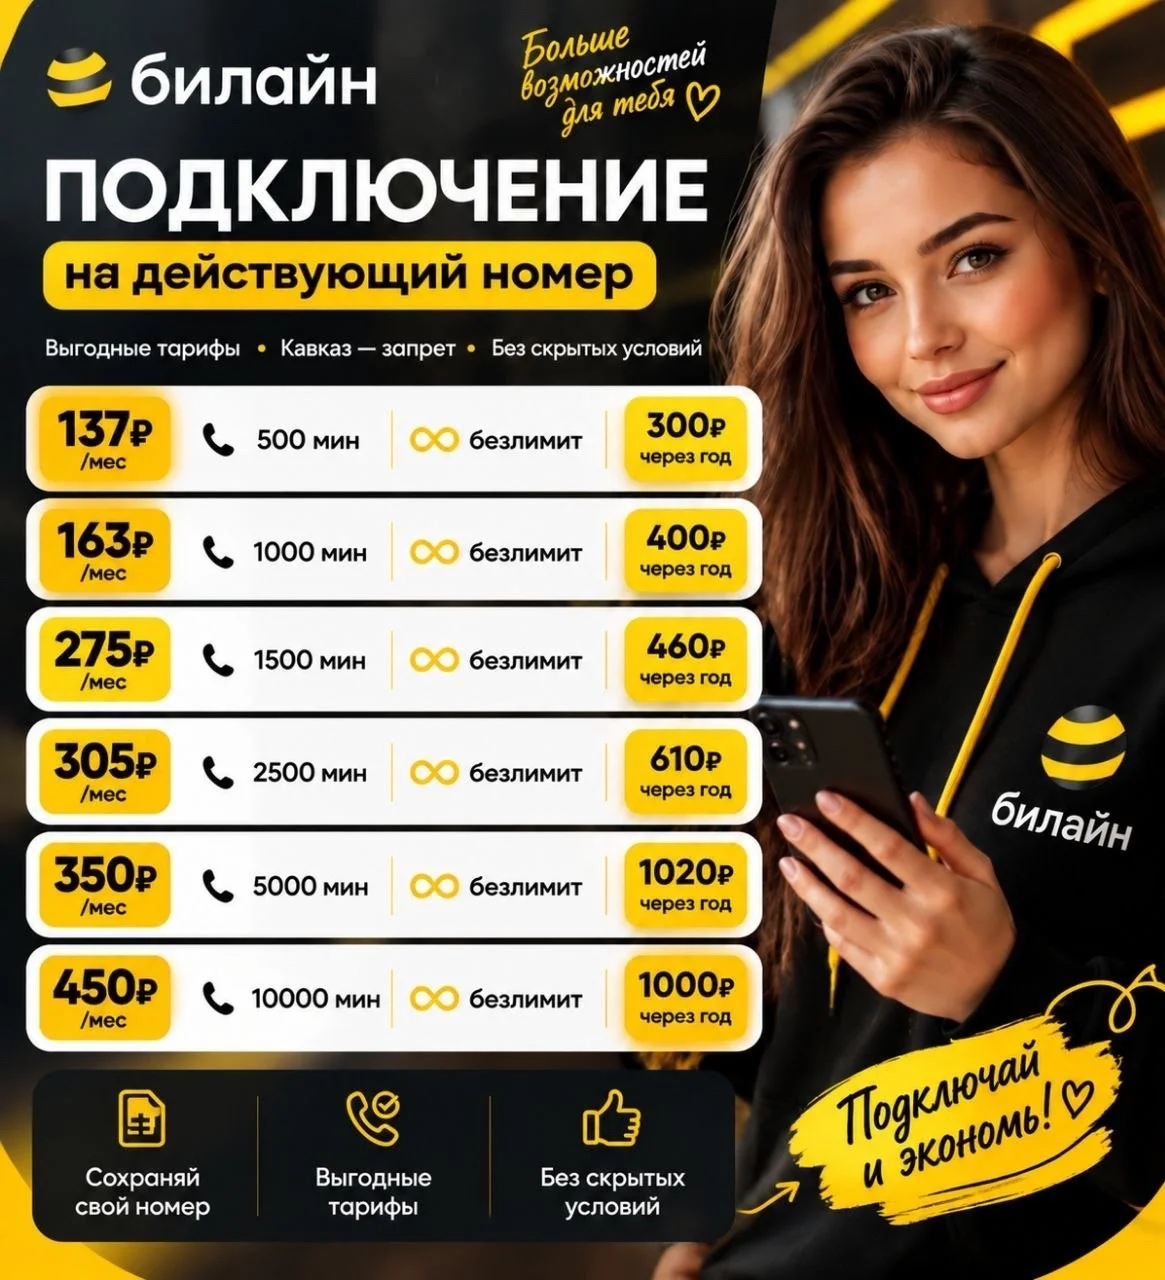 билайн
Больше
возможностей
для тебя
ПОДКЛЮЧЕНИЕ
на действующий номер
Выгодные тарифы • Кавказ — запрет • Без скрытых условий
137₽
/мес
500 мин
безлимит
300₽
через год
163₽
/мес
1000 мин
безлимит
400₽
через год
275₽
/мес
1500 мин
безлимит
460₽
через год
305₽
/мес
2500 мин
безлимит
610₽
через год
350₽
/мес
5000 мин
безлимит
1020₽
через год
450₽
/мес
10000 мин
безлимит
1000₽
через год
билайн
Сохраняй
свой номер
Выгодные
тарифы
Без скрытых
условий
Подключай
и экономь!